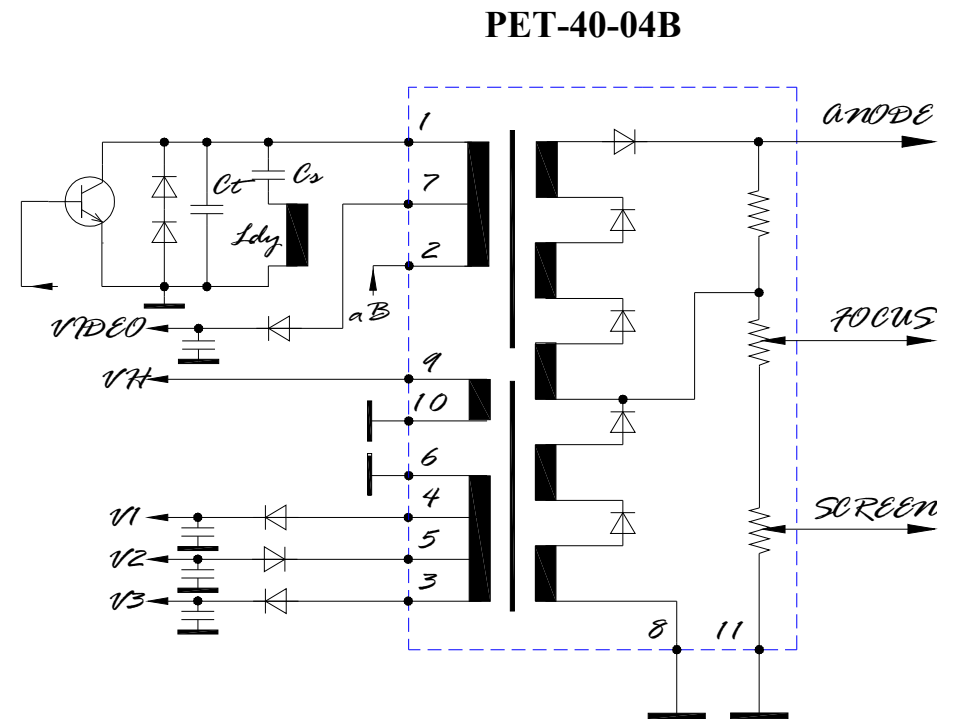 PET-40-04B
ANODE
1
Ct
Cs
7
Ldy
2
aB
VIDEO
FOCUS
9
VH
10
6
4
V1
SCREEN
5
V2
3
V3
8
11